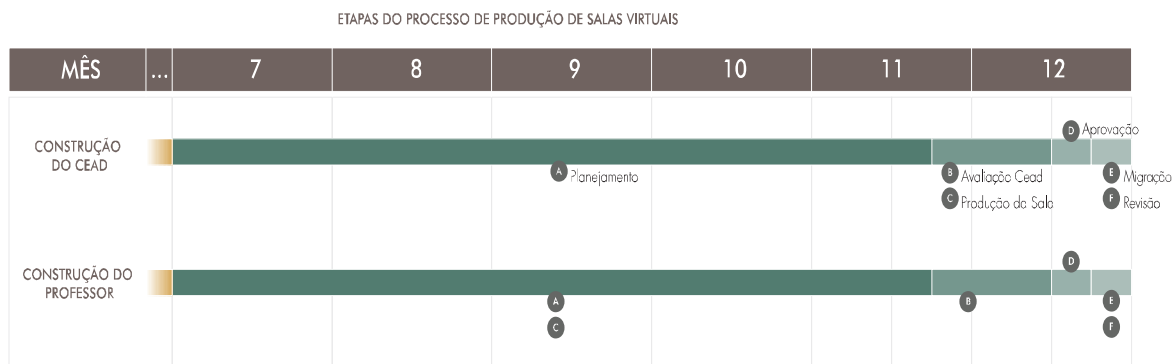 ETAPAS DO PROCESSO DE PRODUÇÃO DE SALAS VIRTUAIS
MÊS ... 7 8 9 10 11 12
CONSTRUÇÃO
DO CEAD
D Aprovação
A Planejamento
B Avaliação Cead
E Migração
C Produção da Sala
F Revisão
CONSTRUÇÃO DO
PROFESSOR
D
A
B
E
C
F